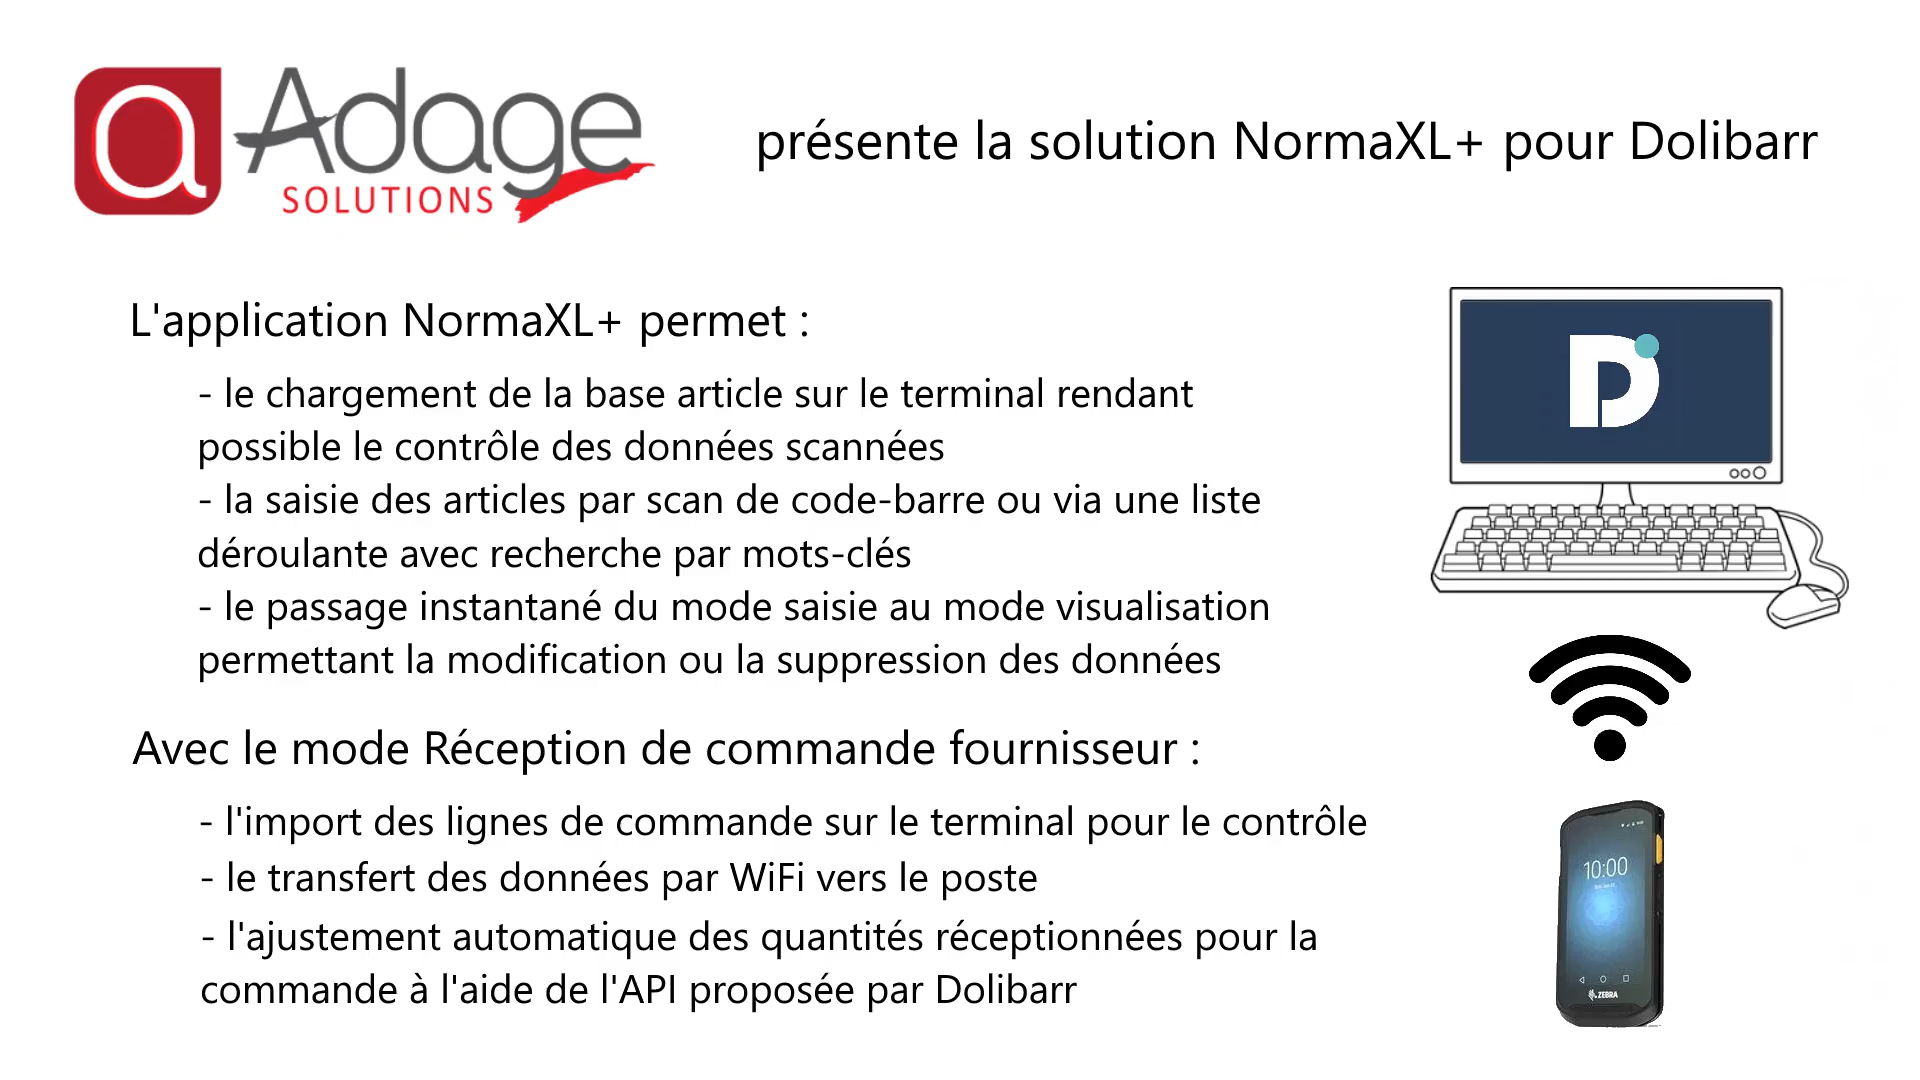 a Adage
SOLUTIONS
présente la solution NormaXL+ pour Dolibarr
L'application NormaXL+ permet :
- le chargement de la base article sur le terminal rendant
possible le contrôle des données scannées
- la saisie des articles par scan de code-barre ou via une liste
déroulante avec recherche par mots-clés
- le passage instantané du mode saisie au mode visualisation
permettant la modification ou la suppression des données
Avec le mode Réception de commande fournisseur :
- l'import des lignes de commande sur le terminal pour le contrôle
- le transfert des données par WiFi vers le poste
- l'ajustement automatique des quantités réceptionnées pour la
commande à l'aide de l'API proposée par Dolibarr
D
10:00
ZEBRA